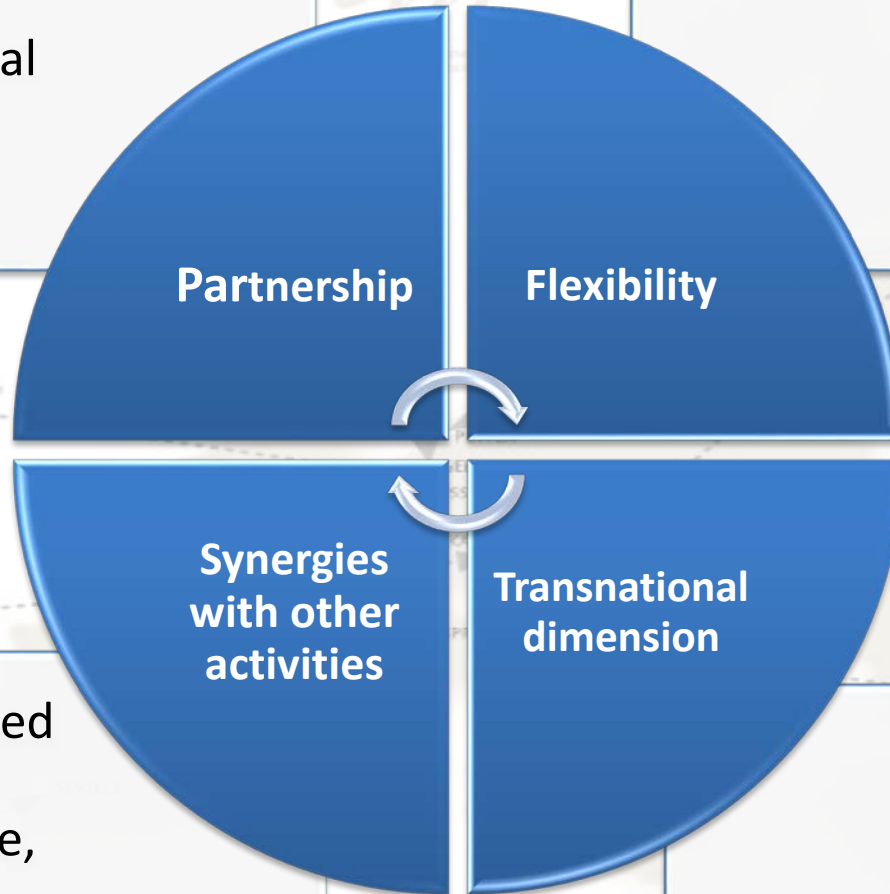 al
Partnership
Flexibility
Synergies
with other
activities
Transnational
dimension
ed
e,